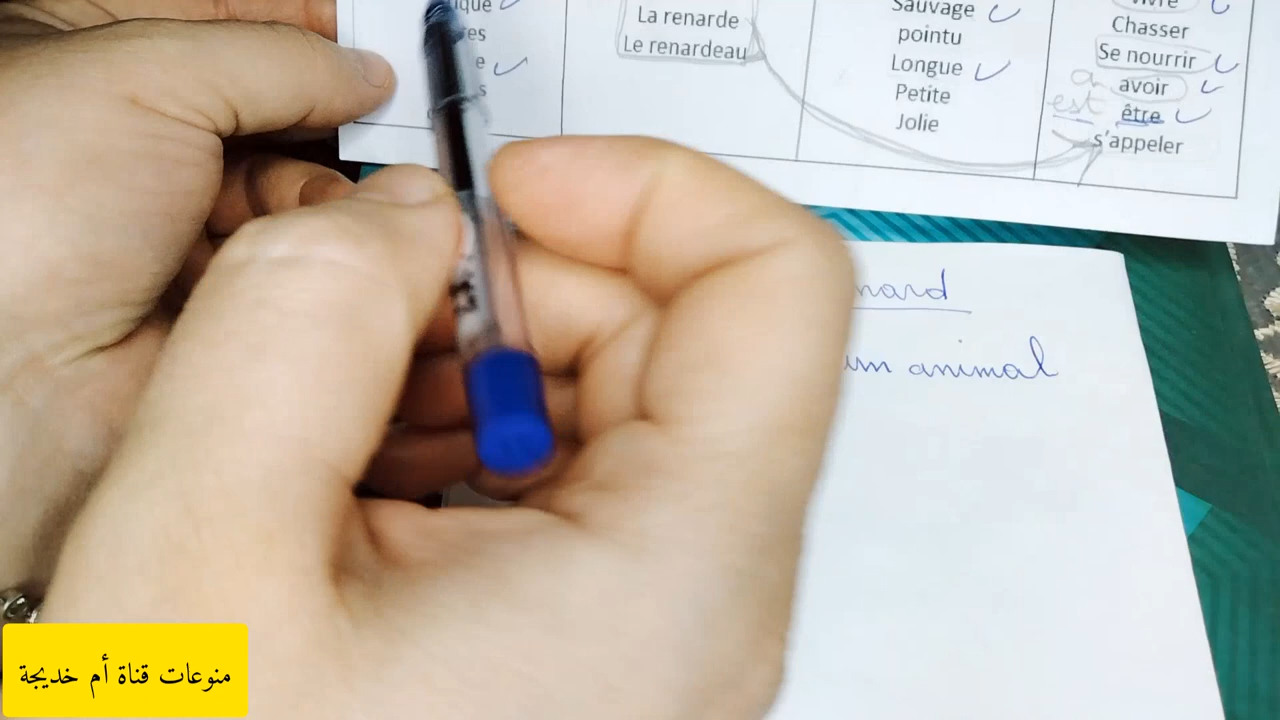 La renarde
Le renardeau
Sauvage
pointu
Longue
Petite
Jolie
vivre
Chasser
Se nourrir
a avoir
est être
s'appeler
un animal
منوعات قناة أم خديجة